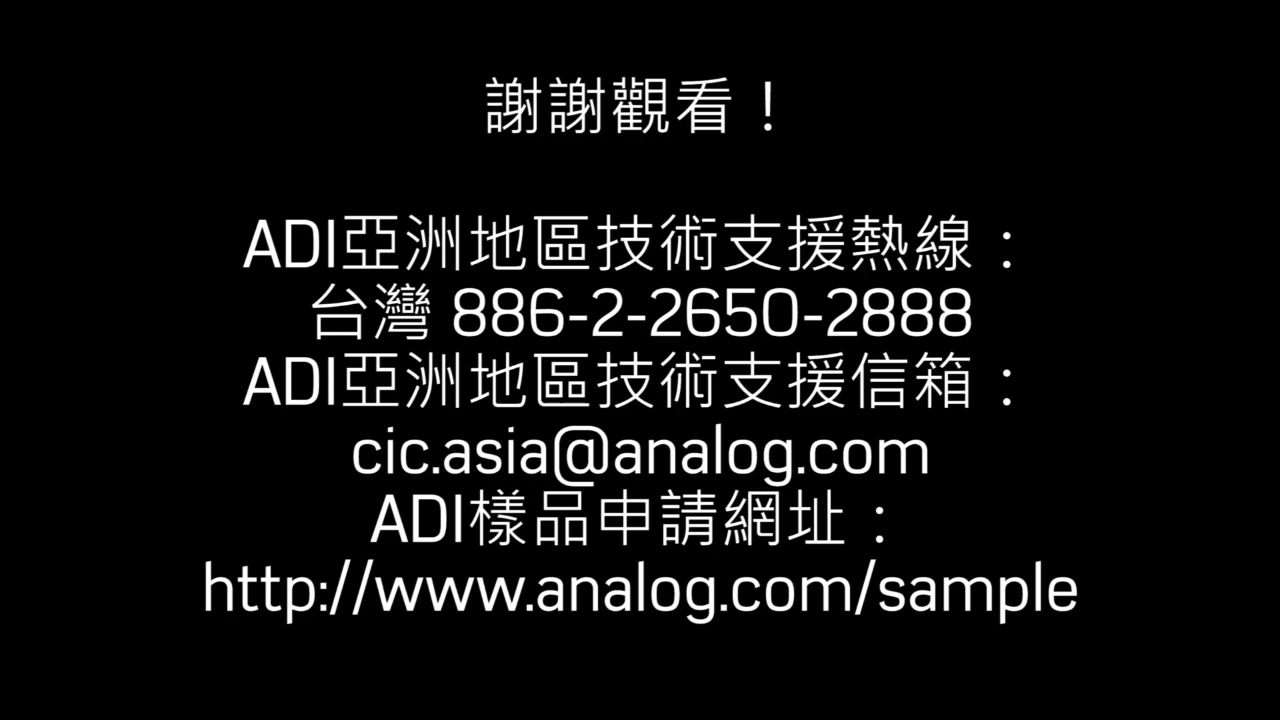 謝謝觀看！
ADI亞洲地區技術支援熱線：
台灣 886-2-2650-2888
ADI亞洲地區技術支援信箱：
cic.asia@analog.com
ADI樣品申請網址：
http://www.analog.com/sample